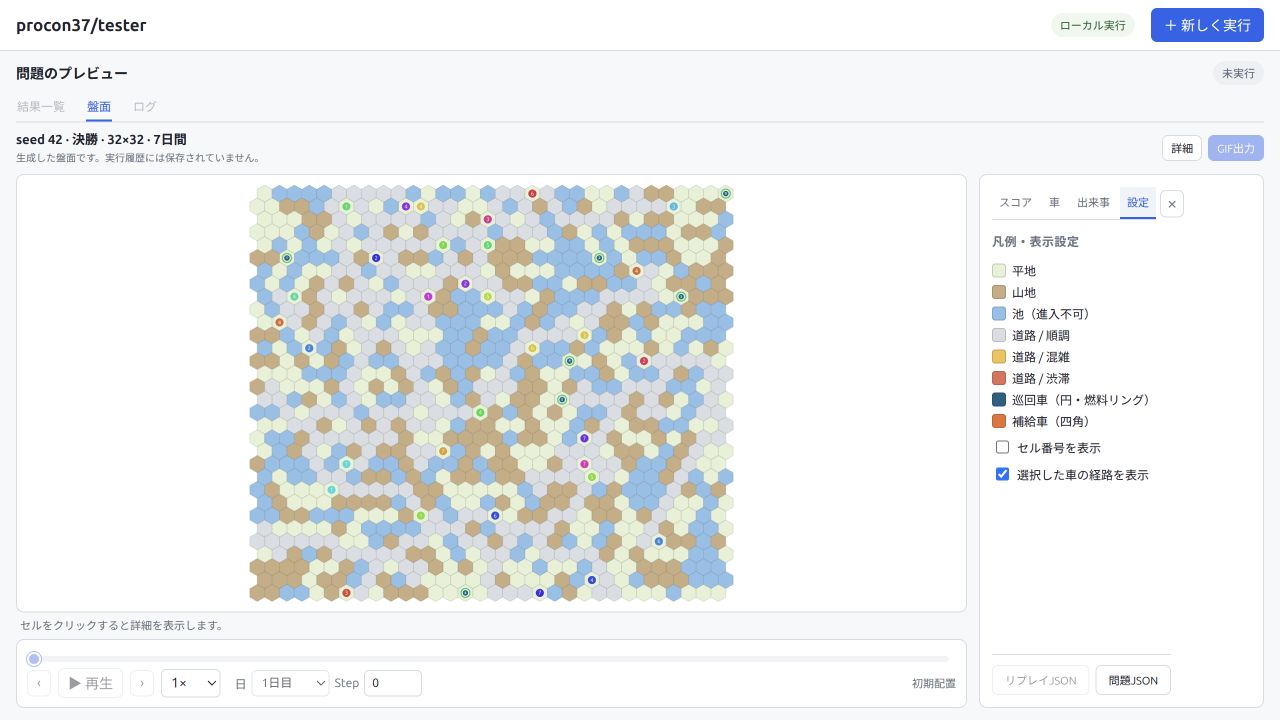 procon37/tester
ローカル実行
＋ 新しく実行
問題のプレビュー
未実行
結果一覧 盤面 ログ
seed 42 · 決勝 · 32×32 · 7日間
生成した盤面です。実行履歴には保存されていません。
詳細
GIF出力
スコア 車 出来事 設定 ×
凡例・表示設定
平地
山地
池（進入不可）
道路 / 順調
道路 / 混雑
道路 / 渋滞
巡回車（円・燃料リング）
補給車（四角）
セル番号を表示
選択した車の経路を表示
リプレイJSON
問題JSON
セルをクリックすると詳細を表示します。
‹ ▶ 再生 › 1× 日 1日目 Step 0
初期配置